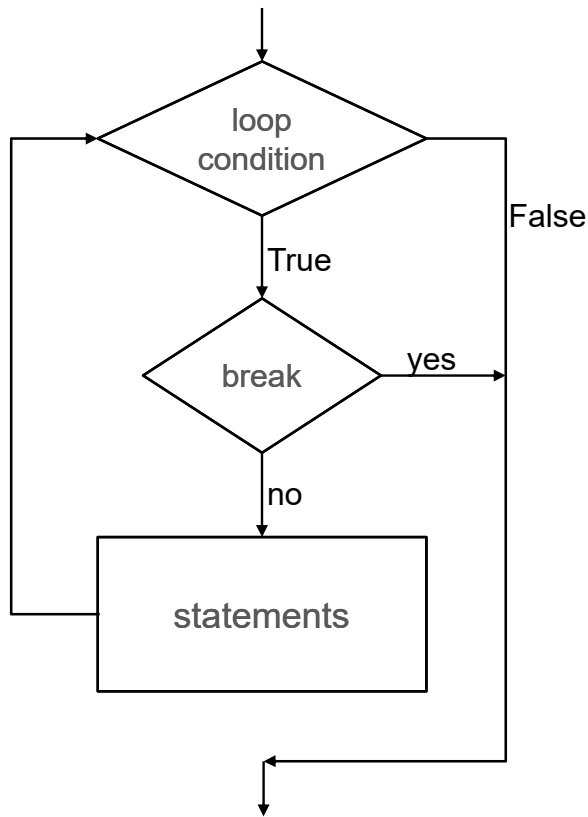 loop
condition
False
True
break
yes
no
statements